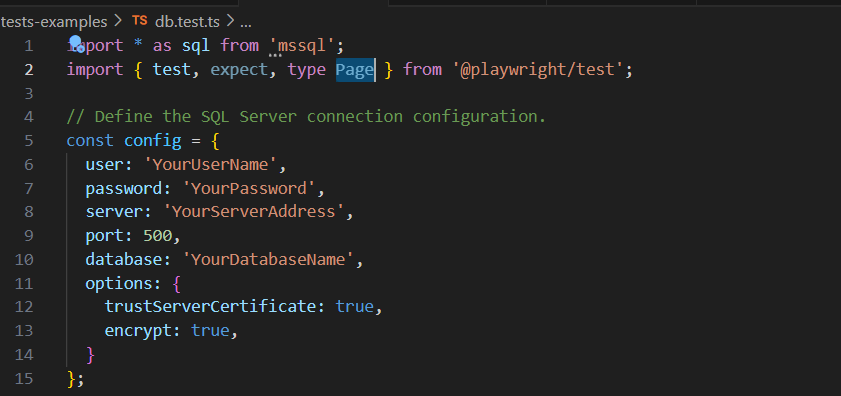 tests-examples > TS db.test.ts > ...
1 import * as sql from 'mssql';
2 import { test, expect, type Page } from '@playwright/test';
3
4 // Define the SQL Server connection configuration.
5 const config = {
6 user: 'YourUserName',
7 password: 'YourPassword',
8 server: 'YourServerAddress',
9 port: 500,
10 database: 'YourDatabaseName',
11 options: {
12 trustServerCertificate: true,
13 encrypt: true,
14 }
15 };